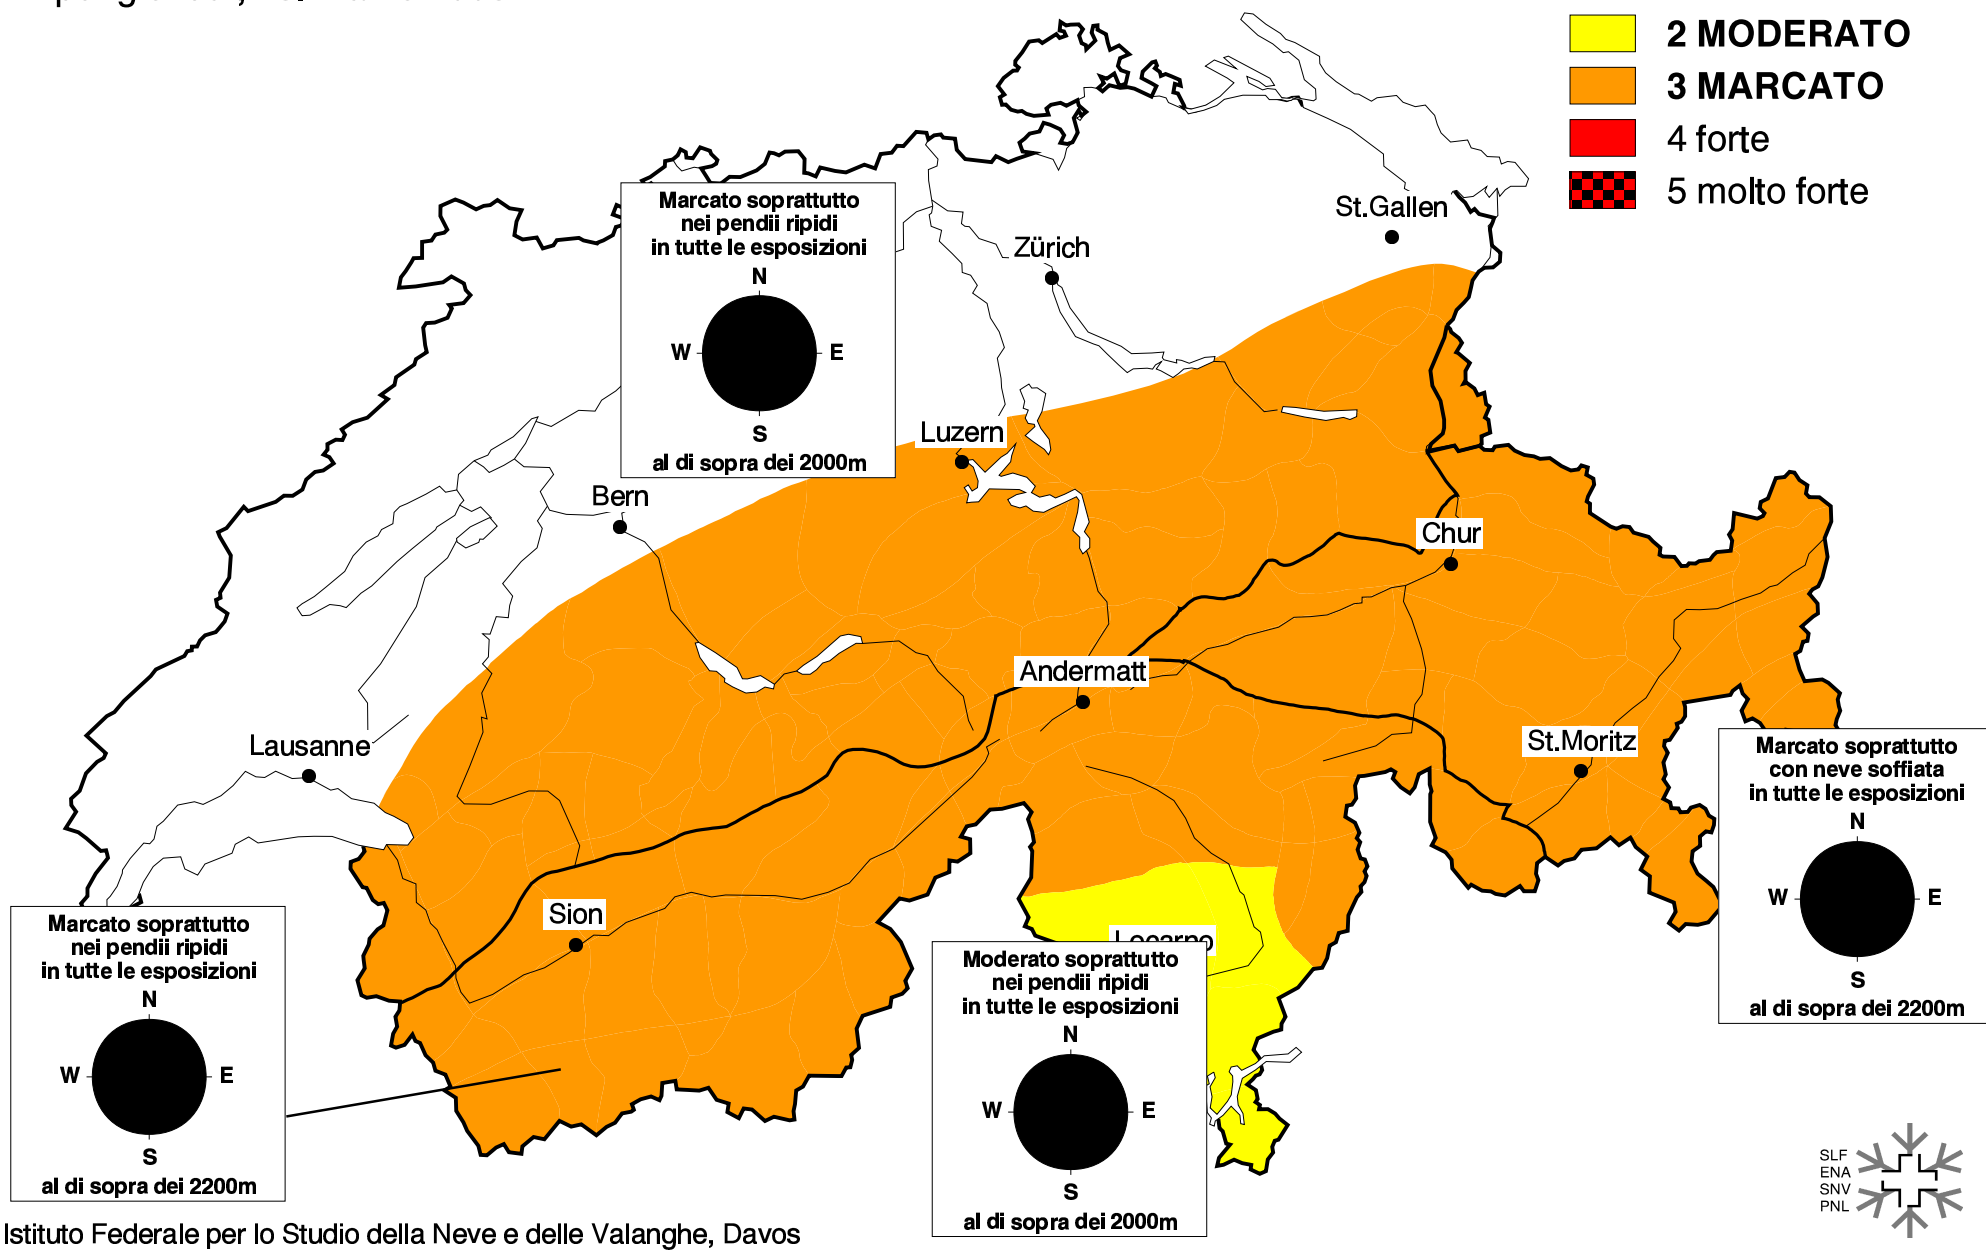 2 MODERATO
3 MARCATO
4 forte
5 molto forte
Marcato soprattutto
nei pendii ripidi
in tutte le esposizioni
N
W E
S
al di sopra dei 2000m
St.Gallen
Zürich
Luzern
Bern
Chur
Andermatt
Lausanne
St.Moritz
Sion
Marcato soprattutto
con neve soffiata
in tutte le esposizioni
N
W E
S
al di sopra dei 2200m
Marcato soprattutto
nei pendii ripidi
in tutte le esposizioni
N
W E
S
al di sopra dei 2200m
Locarno
Moderato soprattutto
nei pendii ripidi
in tutte le esposizioni
N
W E
S
al di sopra dei 2000m
SLF
ENA
SNV
PNL
Istituto Federale per lo Studio della Neve e delle Valanghe, Davos